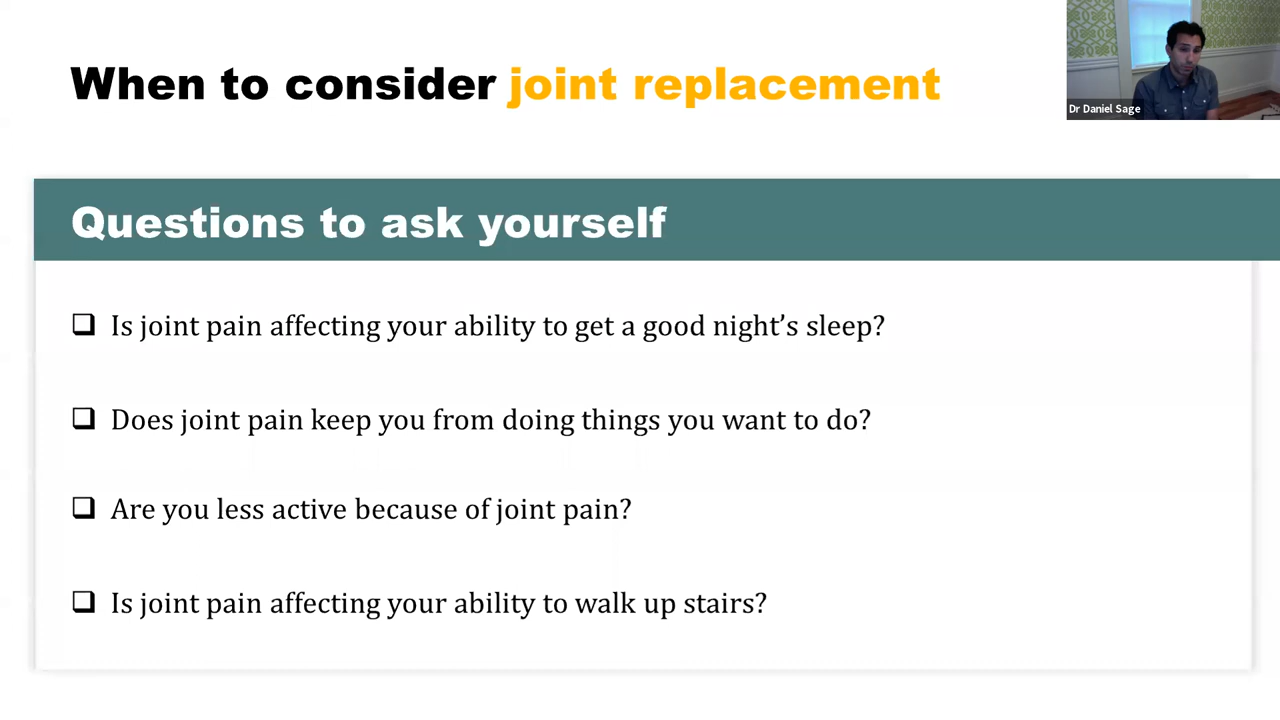 When to consider joint replacement
Dr Daniel Sage
Questions to ask yourself
Is joint pain affecting your ability to get a good night’s sleep?
Does joint pain keep you from doing things you want to do?
Are you less active because of joint pain?
Is joint pain affecting your ability to walk up stairs?